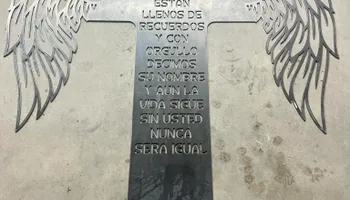 ESTAN
LLENOS DE
RECUERDOS
Y CON
ORGULLO
DECIMOS
SU NOMBRE
Y AUN LA
VIDA SIGUE
SIN USTED
NUNCA
SERA IGUAL